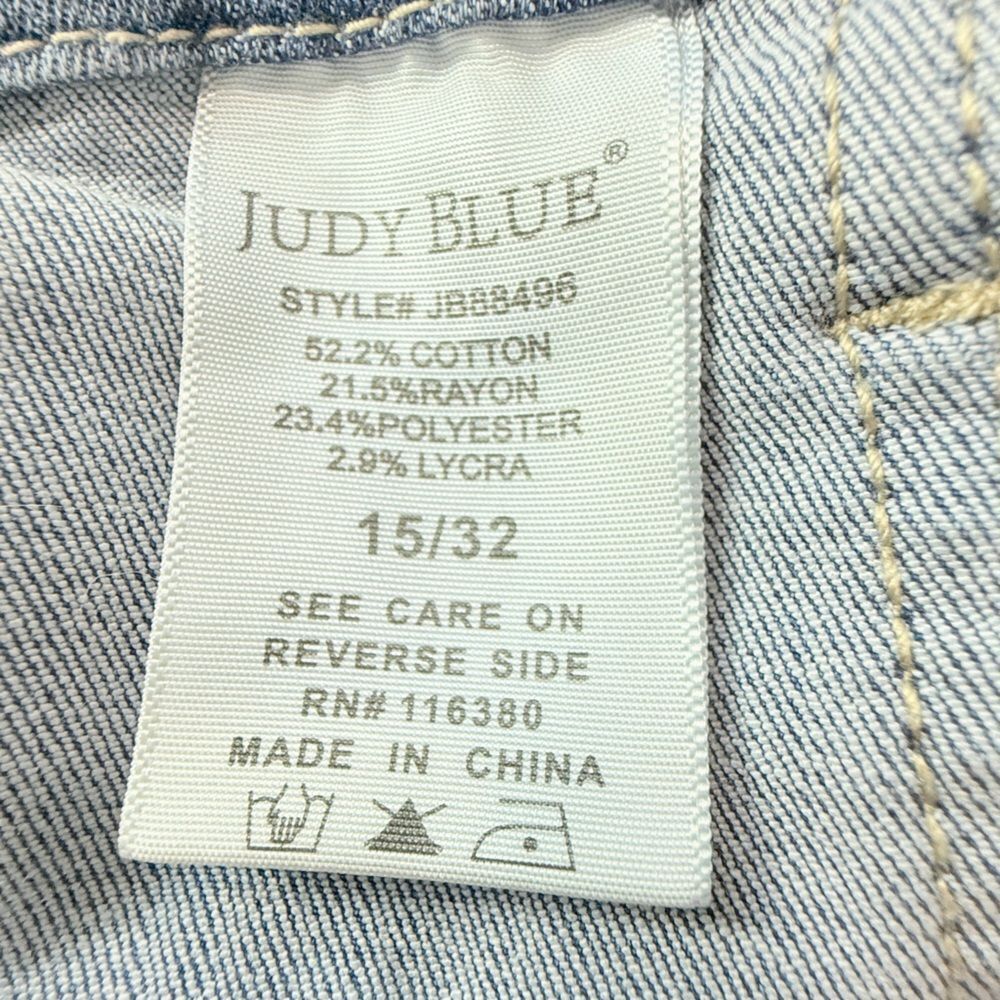 JUDY BLUE®
STYLE# JB88496
52.2% COTTON
21.5%RAYON
23.4%POLYESTER
2.9% LYCRA
15/32
SEE CARE ON
REVERSE SIDE
RN# 116380
MADE IN CHINA